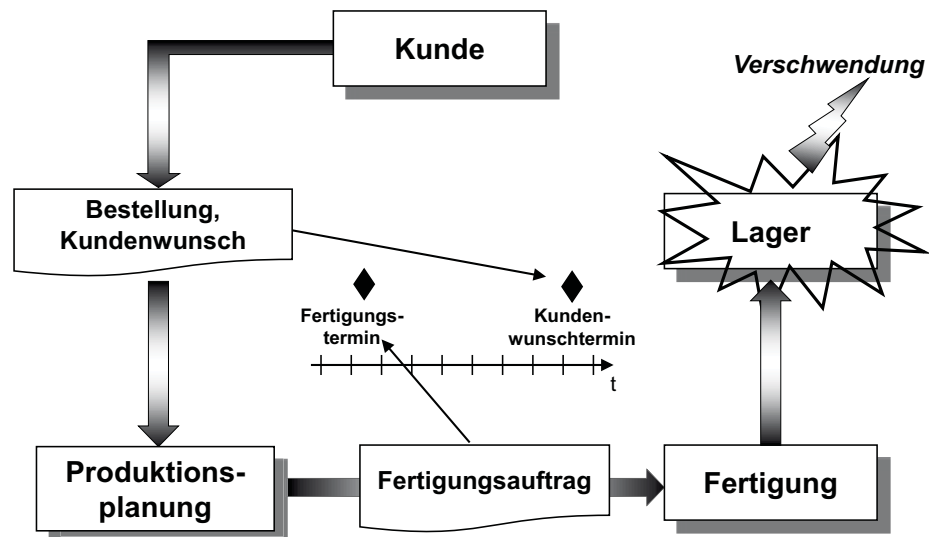 Kunde
Verschwendung
Bestellung,
Kundenwunsch
Lager
Fertigungs-
termin
Kunden-
wunschtermin
t
Produktions-
planung
Fertigungsauftrag
Fertigung